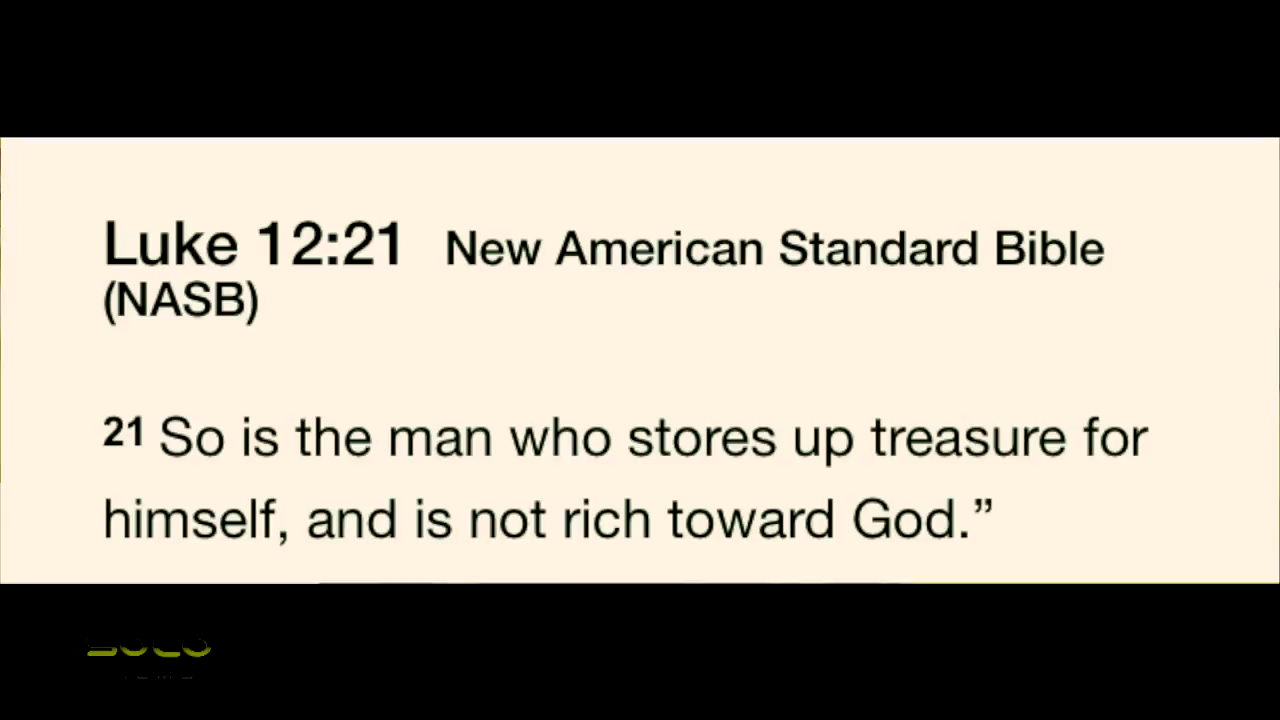 Luke 12:21 New American Standard Bible
(NASB)
21 So is the man who stores up treasure for
himself, and is not rich toward God.”